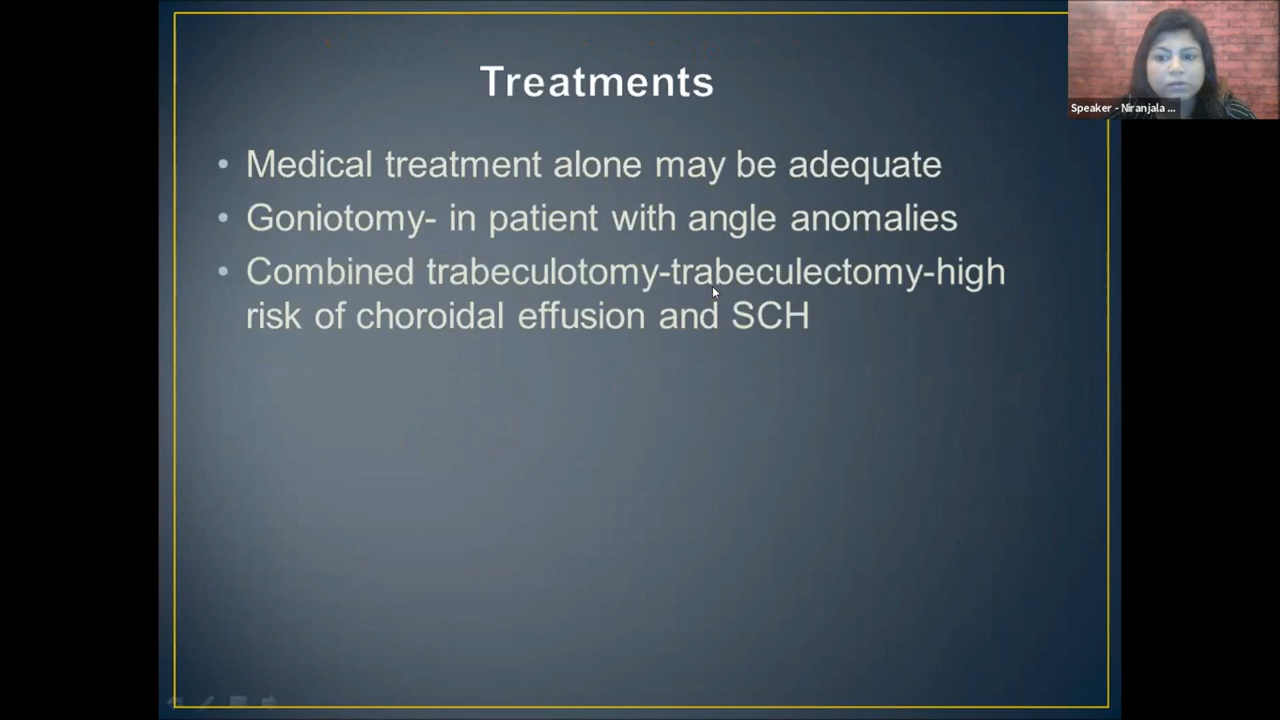 Treatments
Speaker - Niranjala ...
• Medical treatment alone may be adequate
• Goniotomy- in patient with angle anomalies
• Combined trabeculotomy-trabeculectomy-high
risk of choroidal effusion and SCH